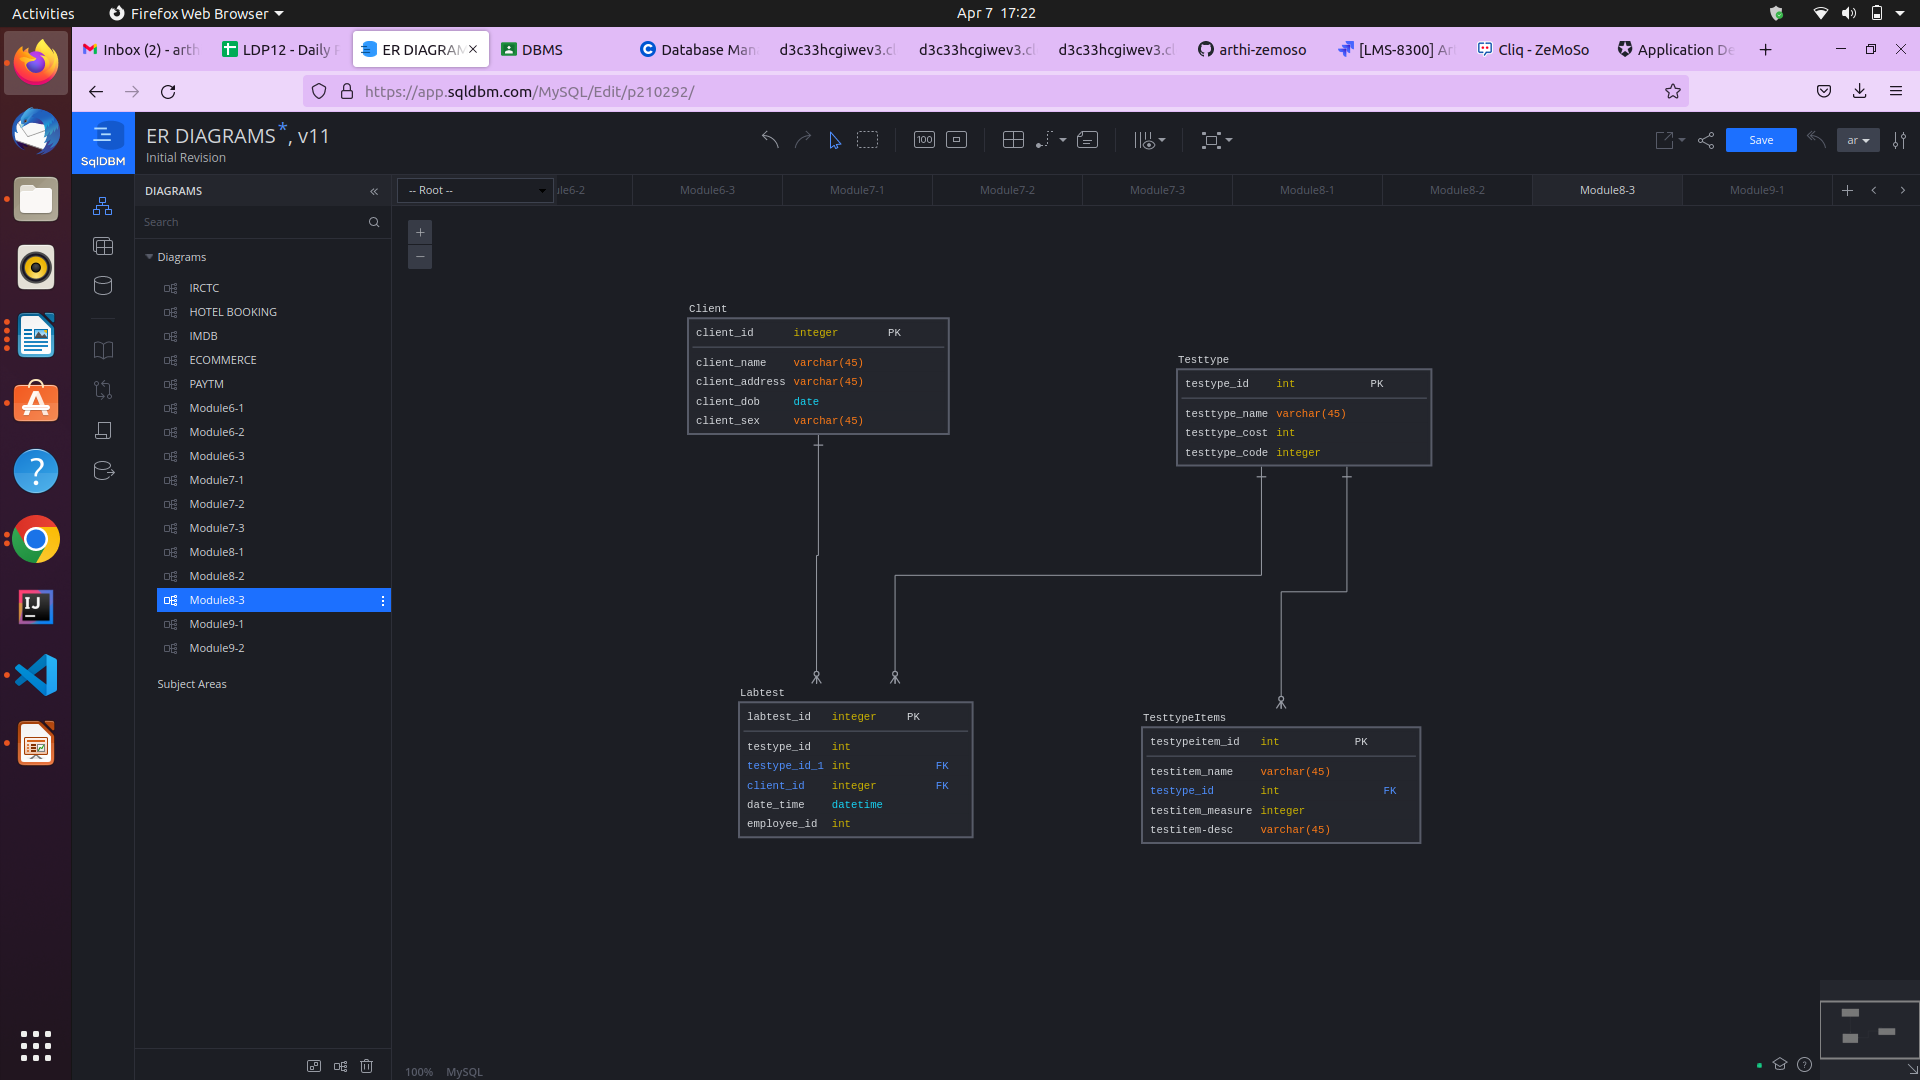 Activities
Firefox Web Browser
Apr 7 17:22
Inbox (2) - arth
LDP12 - Daily
ER DIAGRAM
DBMS
Database Man
d3c33hcgiwev3.cl
d3c33hcgiwev3.cl
d3c33hcgiwev3.cl
arthi-zemoso
[LMS-8300] Ar
Cliq - ZeMoSo
Application De
https://app.sqldbm.com/MySQL/Edit/p210292/
SqlDBM
ER DIAGRAMS*, v11
Initial Revision
100
Save
ar
DIAGRAMS
Search
Diagrams
IRCTC
HOTEL BOOKING
IMDB
ECOMMERCE
PAYTM
Module6-1
Module6-2
Module6-3
Module7-1
Module7-2
Module7-3
Module8-1
Module8-2
Module8-3
Module9-1
Module9-2
Subject Areas
-- Root --
le6-2
Module6-3
Module7-1
Module7-2
Module7-3
Module8-1
Module8-2
Module8-3
Module9-1
Client
client_id integer PK
client_name varchar(45)
client_address varchar(45)
client_dob date
client_sex varchar(45)
Testtype
testype_id int PK
testtype_name varchar(45)
testtype_cost int
testtype_code integer
Labtest
labtest_id integer PK
testype_id int
testype_id_1 int FK
client_id integer FK
date_time datetime
employee_id int
TesttypeItems
testypeitem_id int PK
testitem_name varchar(45)
testype_id int FK
testitem_measure integer
testitem-desc varchar(45)
100% MySQL